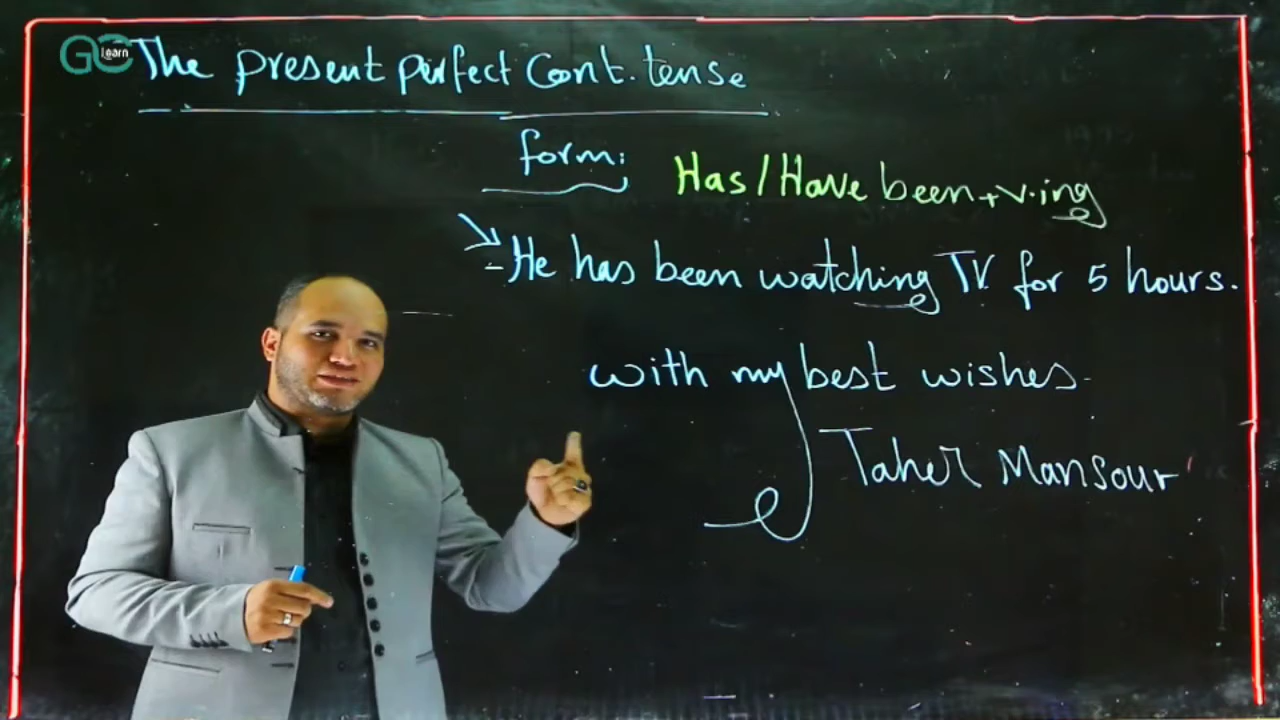 GO Learn
The present perfect Cont. tense
form:
Has/Have been + v.ing
- He has been watching TV for 5 hours.
with my best wishes.
Taher Mansour